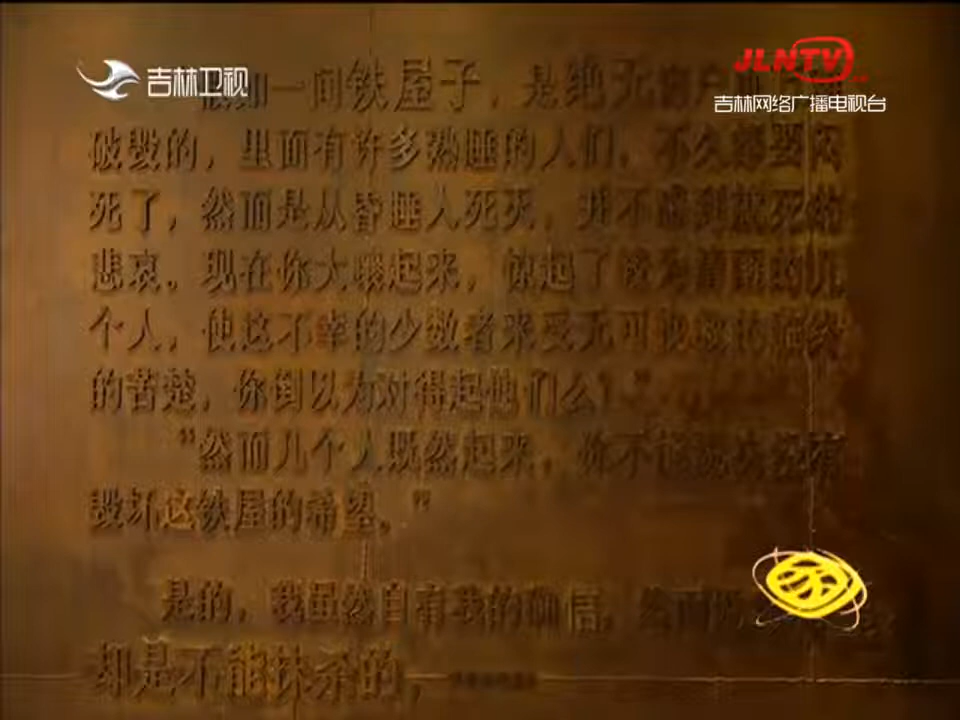 吉林卫视
JLNTV
吉林网络广播电视台
如一间铁屋子，是绝无窗户
破毁的，里面有许多熟睡的人们，不久都要闷
死了，然而是从昏睡入死灭，并不感到就死的
悲哀。现在你大嚷起来，惊起了较为清醒的几
个人，使这不幸的少数者来受无可挽救的临终
的苦楚，你倒以为对得起他们么？”
“然而几个人既然起来，你不能说决没有
毁坏这铁屋的希望。”
是的，我虽然自有我的确信，然而
却是不能抹杀的，